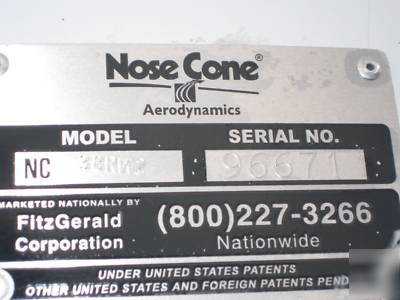 Nose Cone®
Aerodynamics
MODEL SERIAL NO.
NC 96671
MARKETED NATIONALLY BY
FitzGerald
Corporation
(800)227-3266
Nationwide
UNDER UNITED STATES PATENTS
OTHER UNITED STATES AND FOREIGN PATENTS PEND